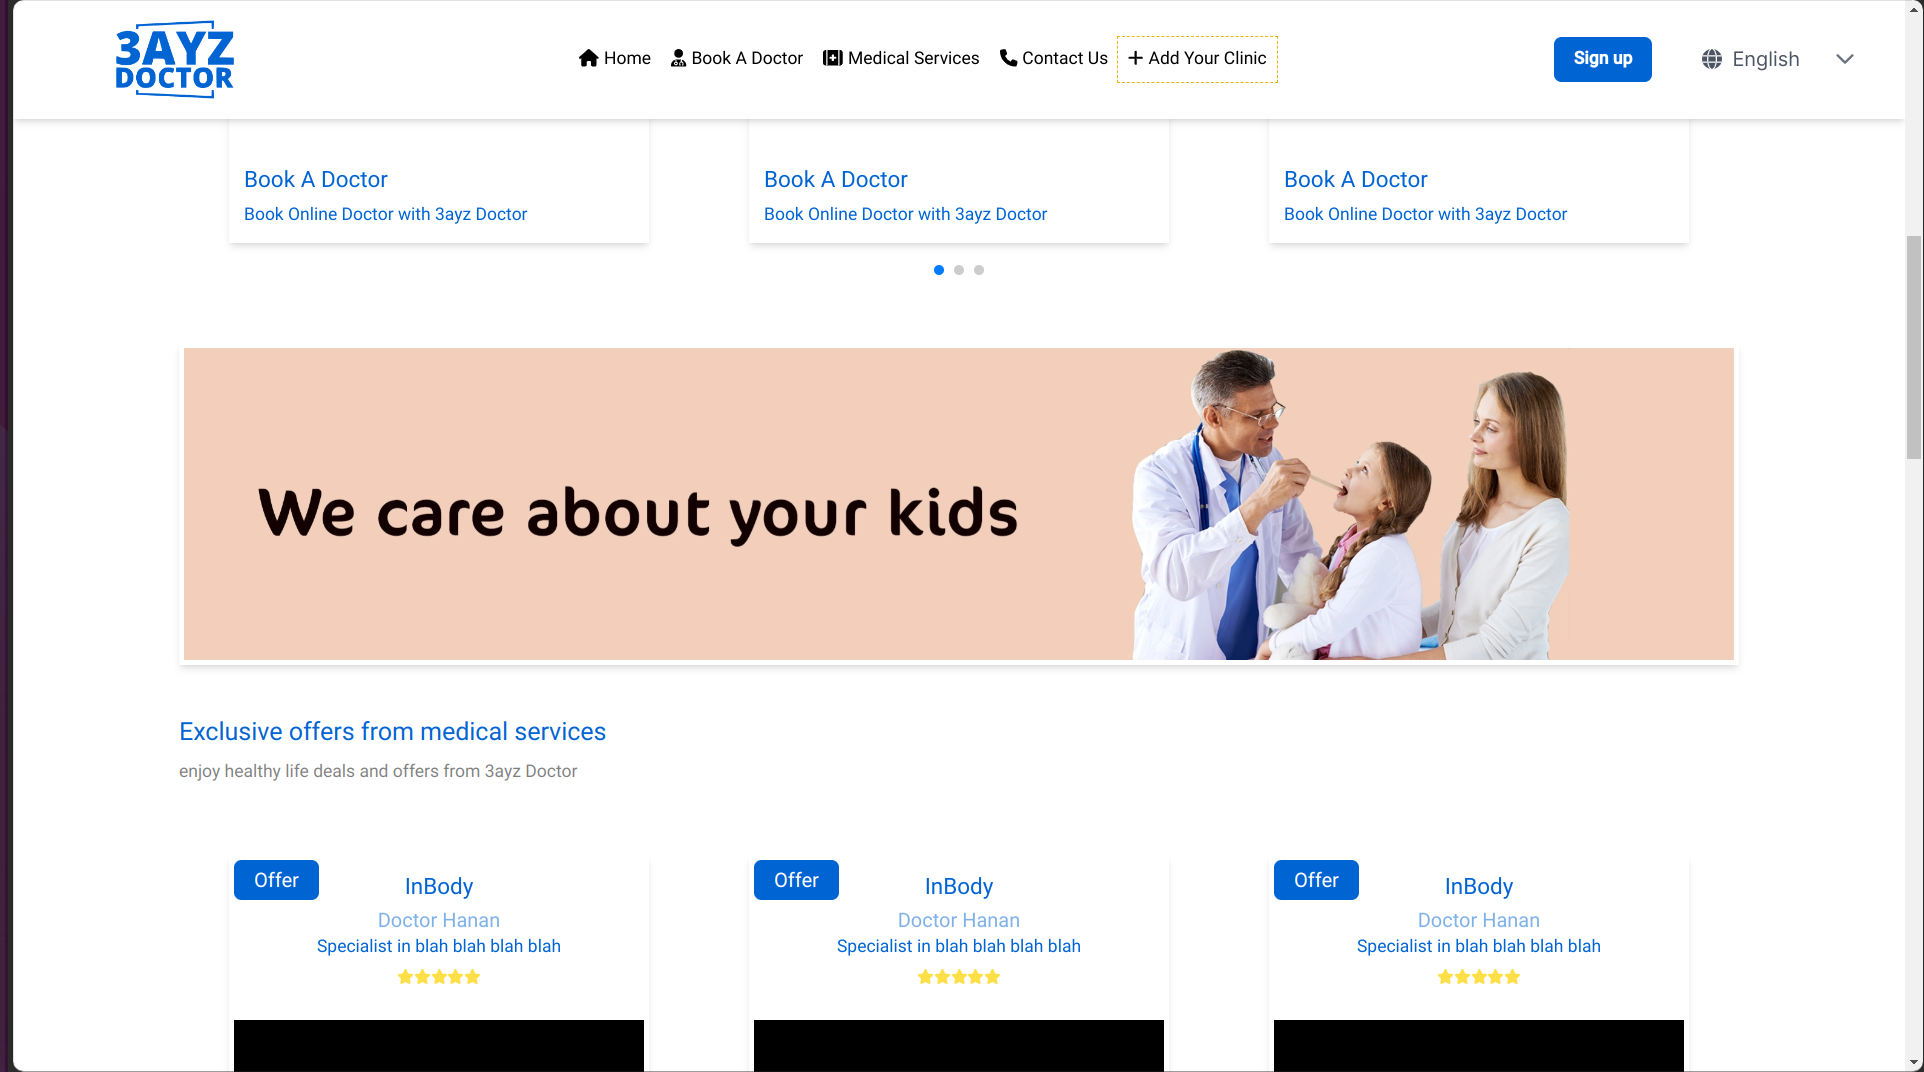 3AYZ
DOCTOR
Home
Book A Doctor
Medical Services
Contact Us
Add Your Clinic
Sign up
English
Book A Doctor
Book Online Doctor with 3ayz Doctor
Book A Doctor
Book Online Doctor with 3ayz Doctor
Book A Doctor
Book Online Doctor with 3ayz Doctor
We care about your kids
Exclusive offers from medical services
enjoy healthy life deals and offers from 3ayz Doctor
Offer
InBody
Doctor Hanan
Specialist in blah blah blah blah
Offer
InBody
Doctor Hanan
Specialist in blah blah blah blah
Offer
InBody
Doctor Hanan
Specialist in blah blah blah blah